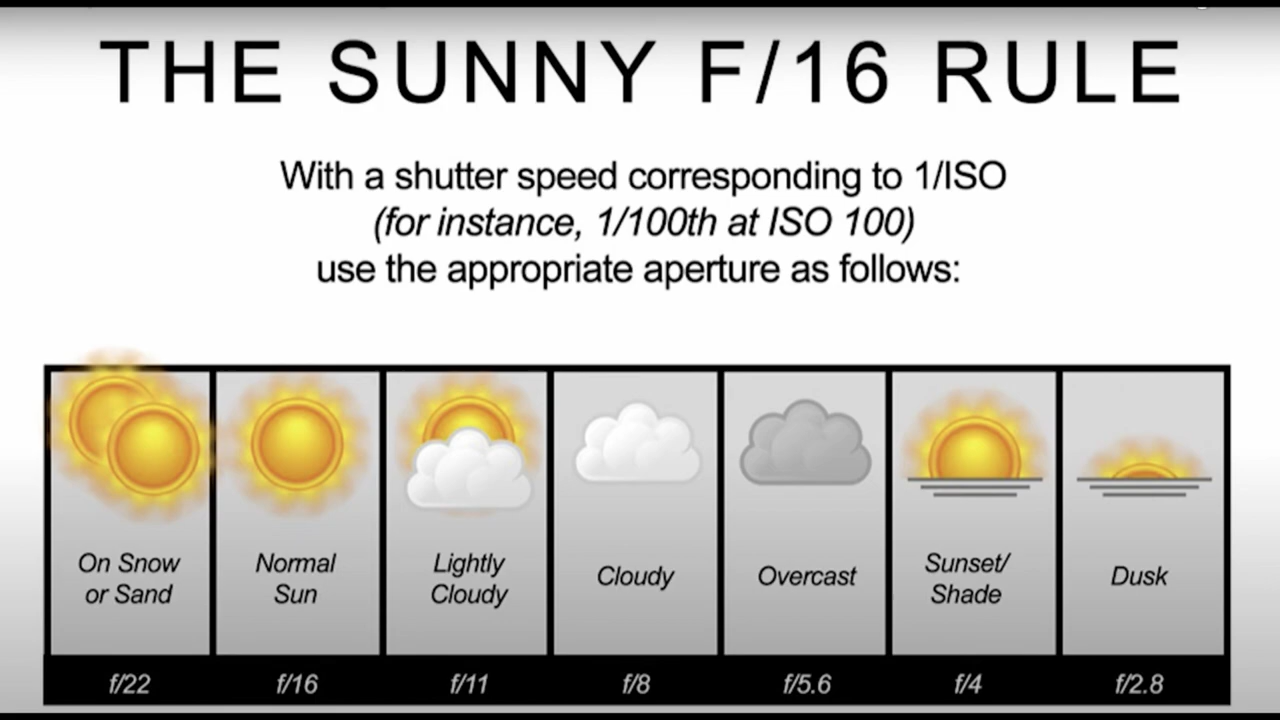 THE SUNNY F/16 RULE
With a shutter speed corresponding to 1/ISO
(for instance, 1/100th at ISO 100)
use the appropriate aperture as follows:
On Snow
or Sand
Normal
Sun
Lightly
Cloudy
Cloudy
Overcast
Sunset/
Shade
Dusk
f/22
f/16
f/11
f/8
f/5.6
f/4
f/2.8